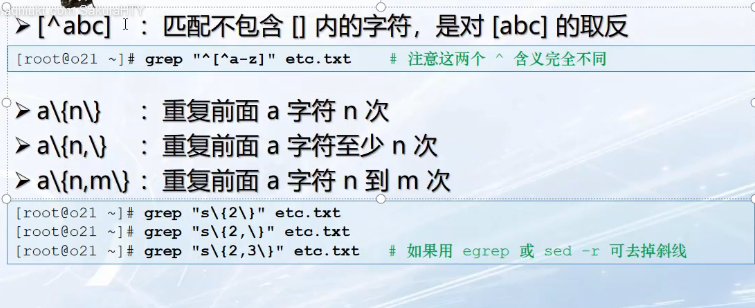 ➢ [^abc] ：匹配不包含 [] 内的字符，是对 [abc] 的取反
[root@o21 ~]# grep "^[^a-z]" etc.txt # 注意这两个 ^ 含义完全不同
➢ a\{n\} ：重复前面 a 字符 n 次
➢ a\{n,\} ：重复前面 a 字符至少 n 次
➢ a\{n,m\} ：重复前面 a 字符 n 到 m 次
[root@o21 ~]# grep "s\{2\}" etc.txt
[root@o21 ~]# grep "s\{2,\}" etc.txt
[root@o21 ~]# grep "s\{2,3\}" etc.txt # 如果用 egrep 或 sed -r 可去掉斜线